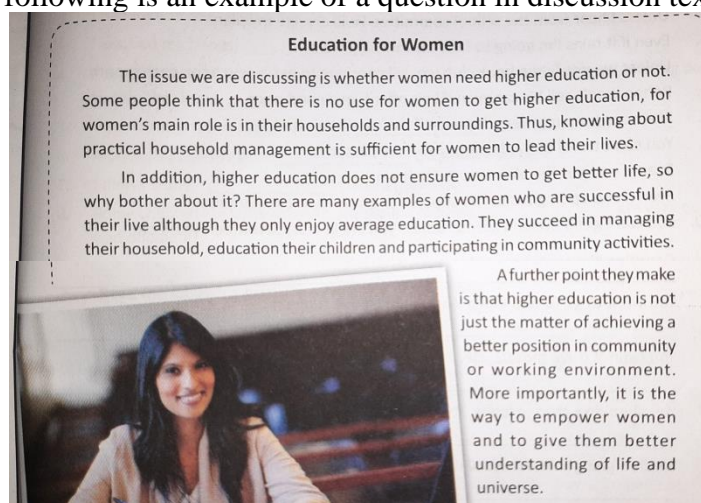 following is an example of a question in discussion tex
Education for Women
The issue we are discussing is whether women need higher education or not.
Some people think that there is no use for women to get higher education, for
women's main role is in their households and surroundings. Thus, knowing about
practical household management is sufficient for women to lead their lives.
In addition, higher education does not ensure women to get better life, so
why bother about it? There are many examples of women who are successful in
their live although they only enjoy average education. They succeed in managing
their household, education their children and participating in community activities.
A further point they make
is that higher education is not
just the matter of achieving a
better position in community
or working environment.
More importantly, it is the
way to empower women
and to give them better
understanding of life and
universe.